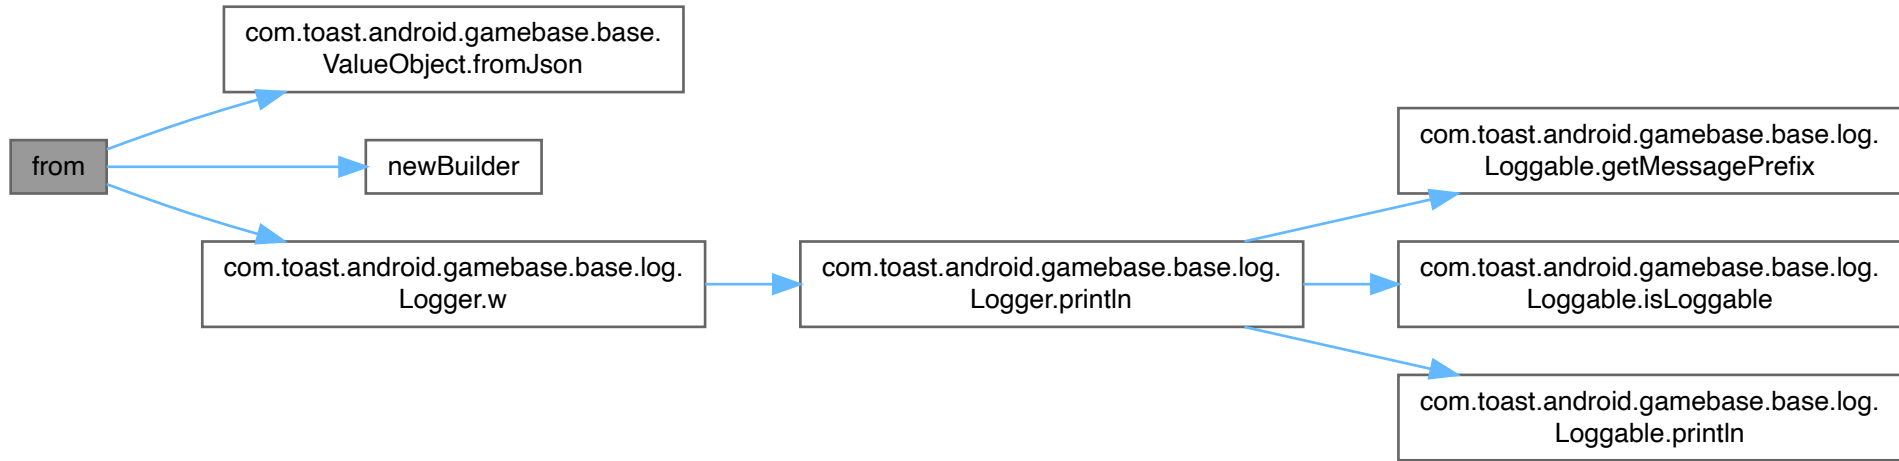 com.toast.android.gamebase.base.
ValueObject.fromJson
from
newBuilder
com.toast.android.gamebase.base.log.
Logger.w
com.toast.android.gamebase.base.log.
Logger.println
com.toast.android.gamebase.base.log.
Loggable.getMessagePrefix
com.toast.android.gamebase.base.log.
Loggable.isLoggable
com.toast.android.gamebase.base.log.
Loggable.println